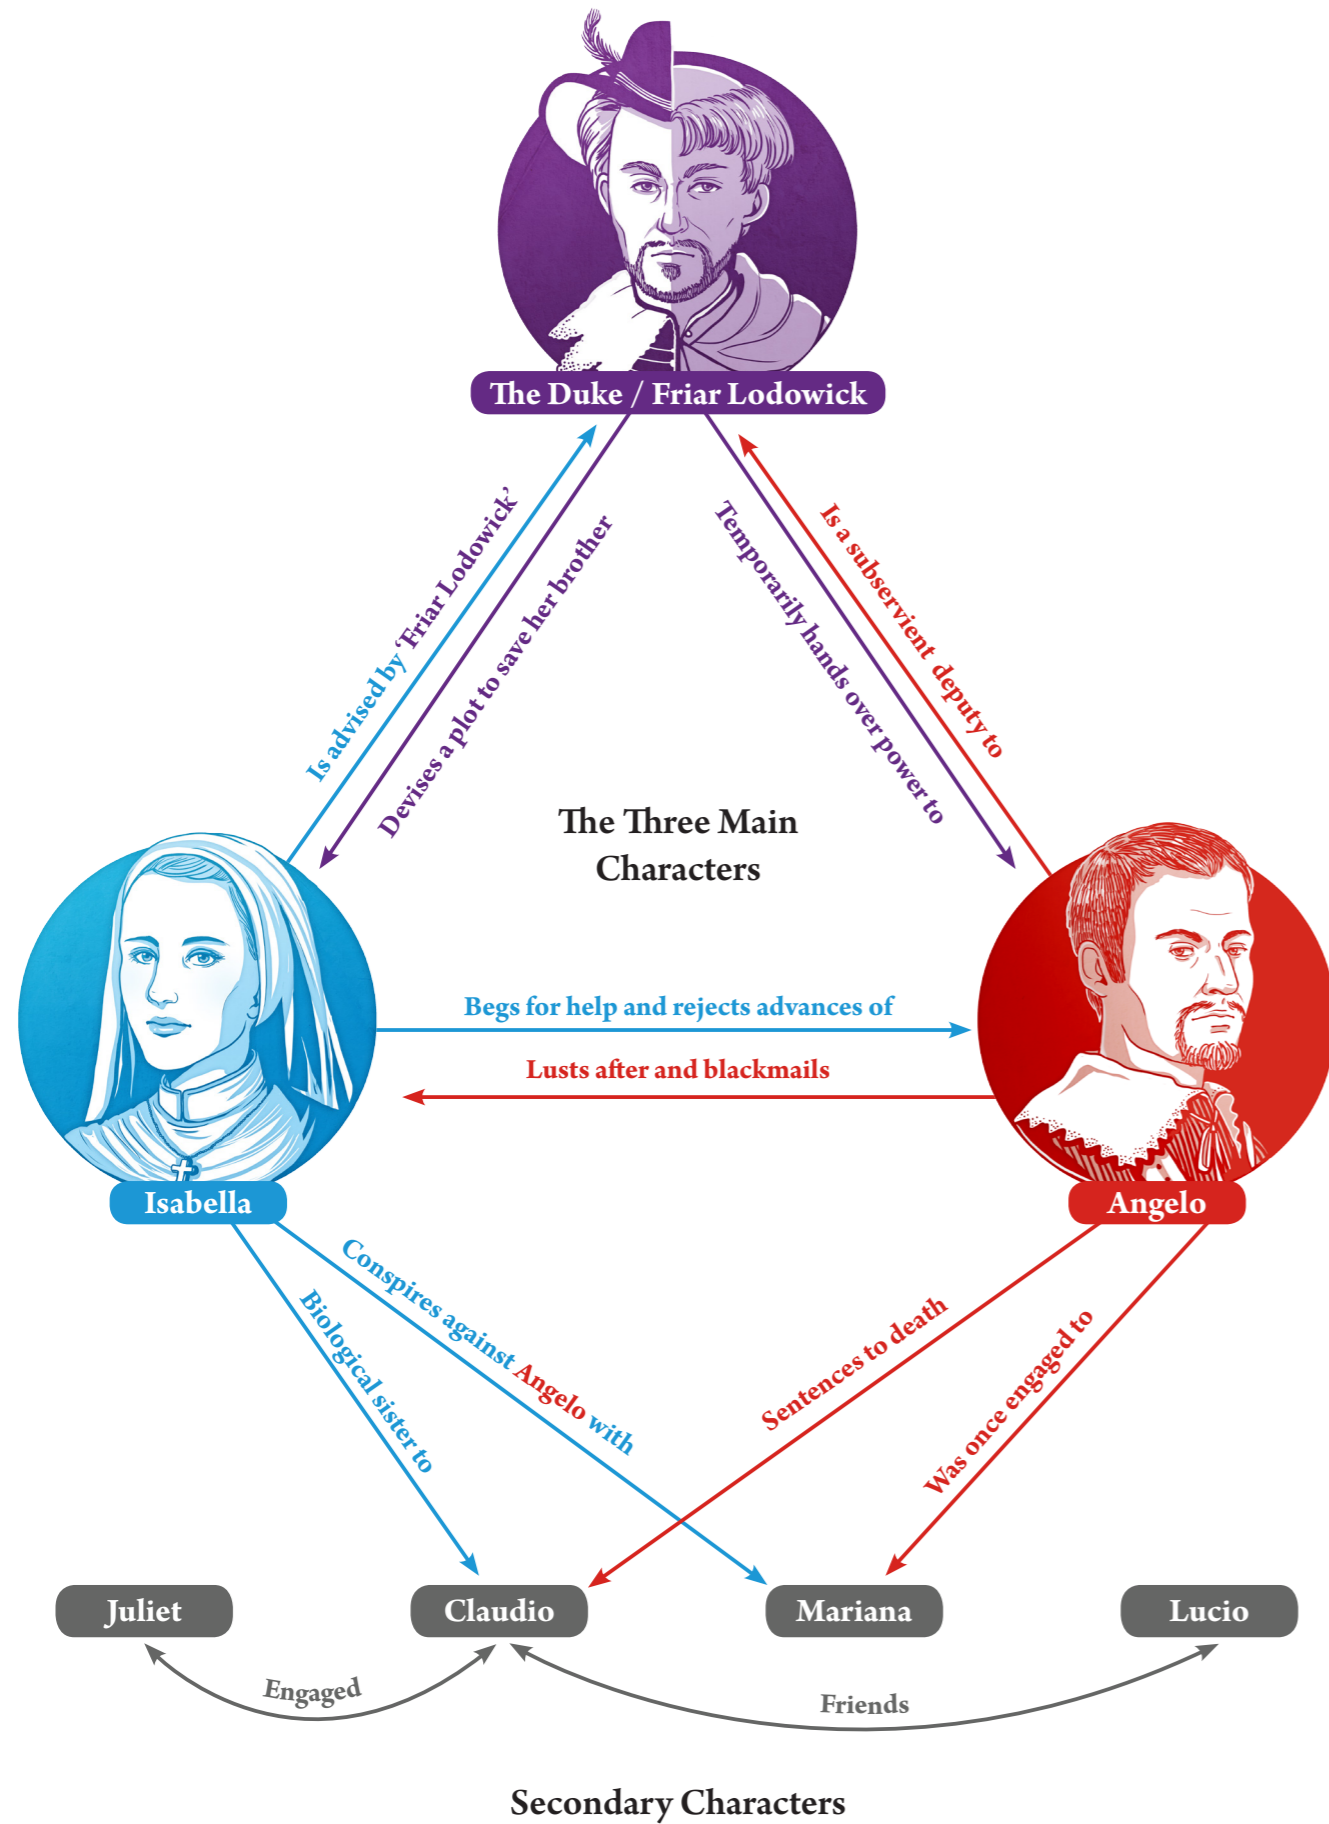 The Duke / Friar Lodowick
Is advised by ‘Friar Lodowick’
Devises a plot to save her brother
Temporarily hands over power to
Is a subservient deputy to
The Three Main
Characters
Begs for help and rejects advances of
Lusts after and blackmails
Isabella
Angelo
Biological sister to
Conspires against Angelo with
Sentences to death
Was once engaged to
Juliet
Claudio
Mariana
Lucio
Engaged
Friends
Secondary Characters